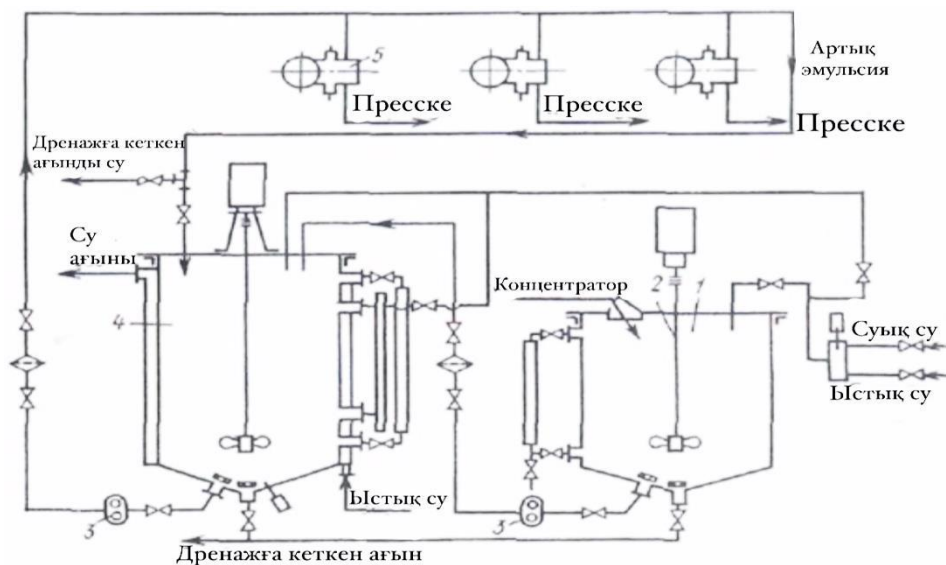 Артық
эмульсия
5
Пресске
Пресске
Пресске
Дренажға кеткен
ағынды су
Су
ағыны
4
Концентратор
2
1
Суық су
Ыстық су
Ыстық су
3
3
Дренажға кеткен ағын